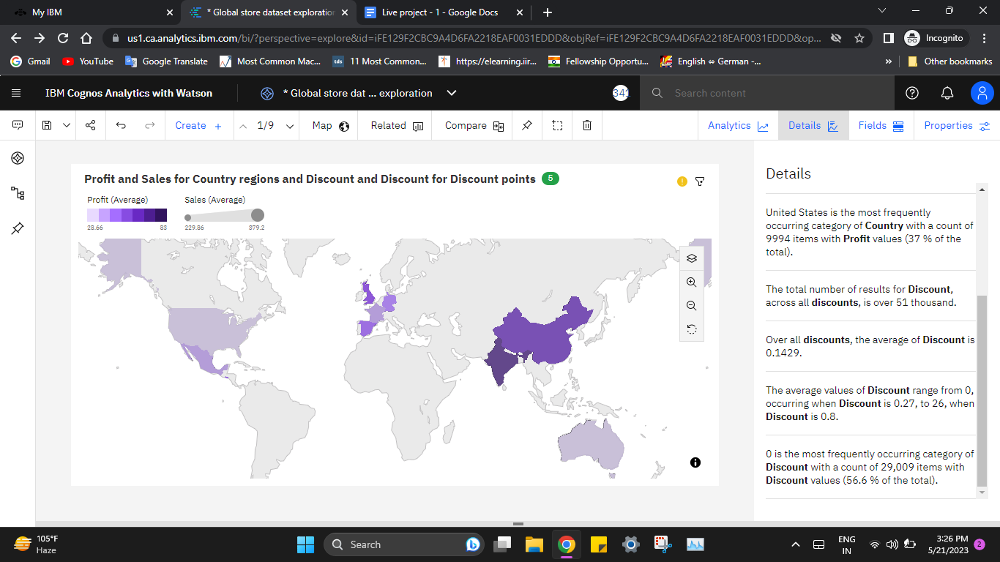 My IBM
* Global store dataset exploration
Live project - 1 - Google Docs
us1.ca.analytics.ibm.com/bi/?perspective=explore&id=iFE129F2CBC9A4D6FA2218EAF0031EDDD&objRef=iFE129F2CBC9A4D6FA2218EAF0031EDDD&op...
Incognito
Gmail
YouTube
Google Translate
Most Common Mac...
tds
11 Most Common...
https://elearning.iir...
Fellowship Opportu...
English ⇔ German -...
»
Other bookmarks
IBM Cognos Analytics with Watson
* Global store dat ... exploration
341
Search content
Create +
1/9
Map
Related
Compare
Analytics
Details
Fields
Properties
Profit and Sales for Country regions and Discount and Discount for Discount points 5
Profit (Average)
28.66 83
Sales (Average)
229.86 379.2
Details
United States is the most frequently
occurring category of Country with a count of
9994 items with Profit values (37 % of the
total).
The total number of results for Discount,
across all discounts, is over 51 thousand.
Over all discounts, the average of Discount is
0.1429.
The average values of Discount range from 0,
occurring when Discount is 0.27, to 26, when
Discount is 0.8.
0 is the most frequently occurring category of
Discount with a count of 29,009 items with
Discount values (56.6 % of the total).
105°F
Haze
Search
ENG
IN
3:26 PM
5/21/2023
2